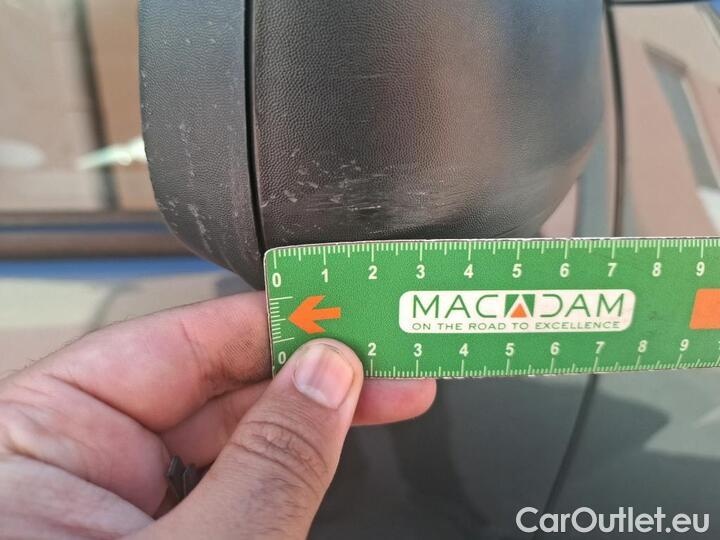 0 1 2 3 4 5 6 7 8 9
MACADAM
ON THE ROAD TO EXCELLENCE
0 2 3 4 5 6 7 8 9
CarOutlet.eu